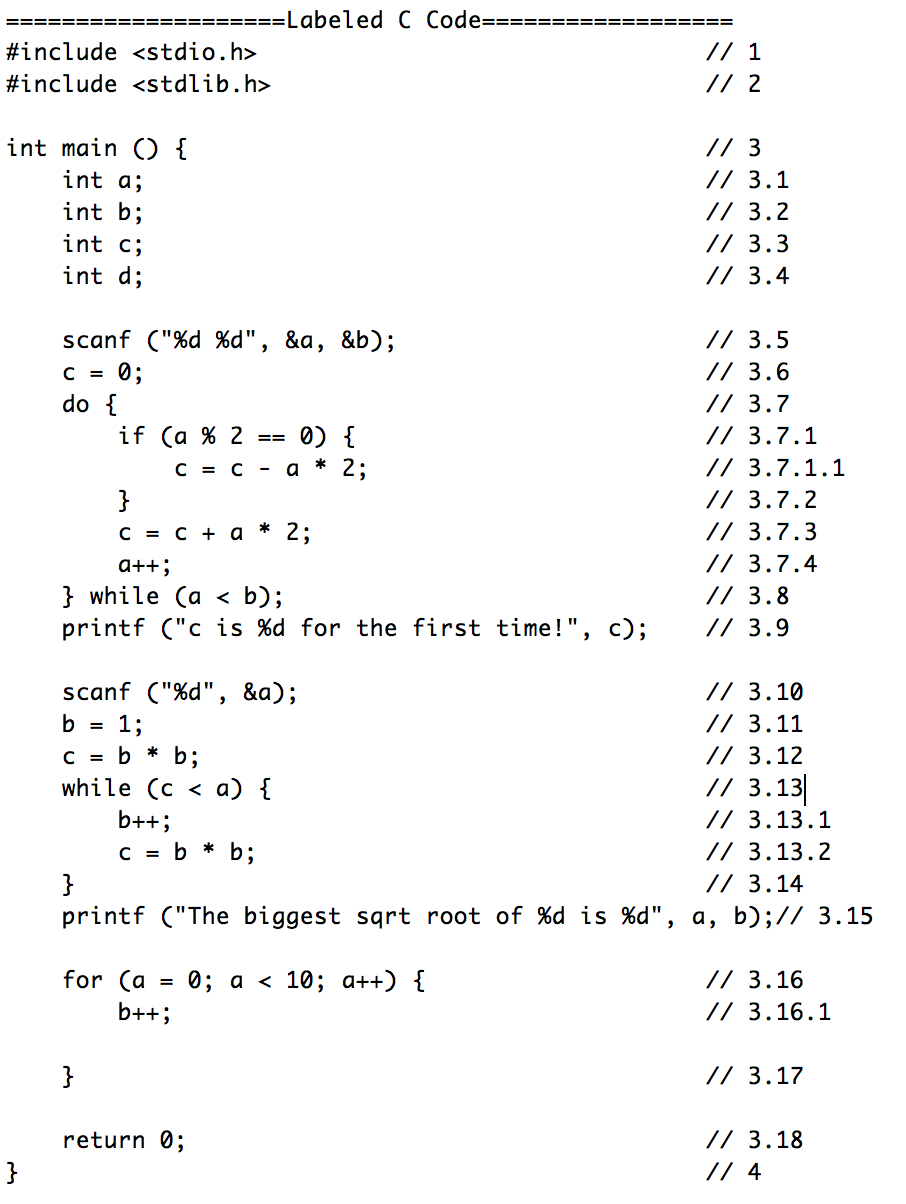 ====================Labeled C Code==================
#include <stdio.h>                                // 1
#include <stdlib.h>                               // 2

int main () {                                     // 3
    int a;                                        // 3.1
    int b;                                        // 3.2
    int c;                                        // 3.3
    int d;                                        // 3.4

    scanf ("%d %d", &a, &b);                      // 3.5
    c = 0;                                        // 3.6
    do {                                          // 3.7
        if (a % 2 == 0) {                         // 3.7.1
            c = c - a * 2;                        // 3.7.1.1
        }                                         // 3.7.2
        c = c + a * 2;                            // 3.7.3
        a++;                                      // 3.7.4
    } while (a < b);                              // 3.8
    printf ("c is %d for the first time!", c);    // 3.9

    scanf ("%d", &a);                             // 3.10
    b = 1;                                        // 3.11
    c = b * b;                                    // 3.12
    while (c < a) {                               // 3.13
        b++;                                      // 3.13.1
        c = b * b;                                // 3.13.2
    }                                             // 3.14
    printf ("The biggest sqrt root of %d is %d", a, b);// 3.15

    for (a = 0; a < 10; a++) {                    // 3.16
        b++;                                      // 3.16.1

    }                                             // 3.17

    return 0;                                     // 3.18
}                                                 // 4